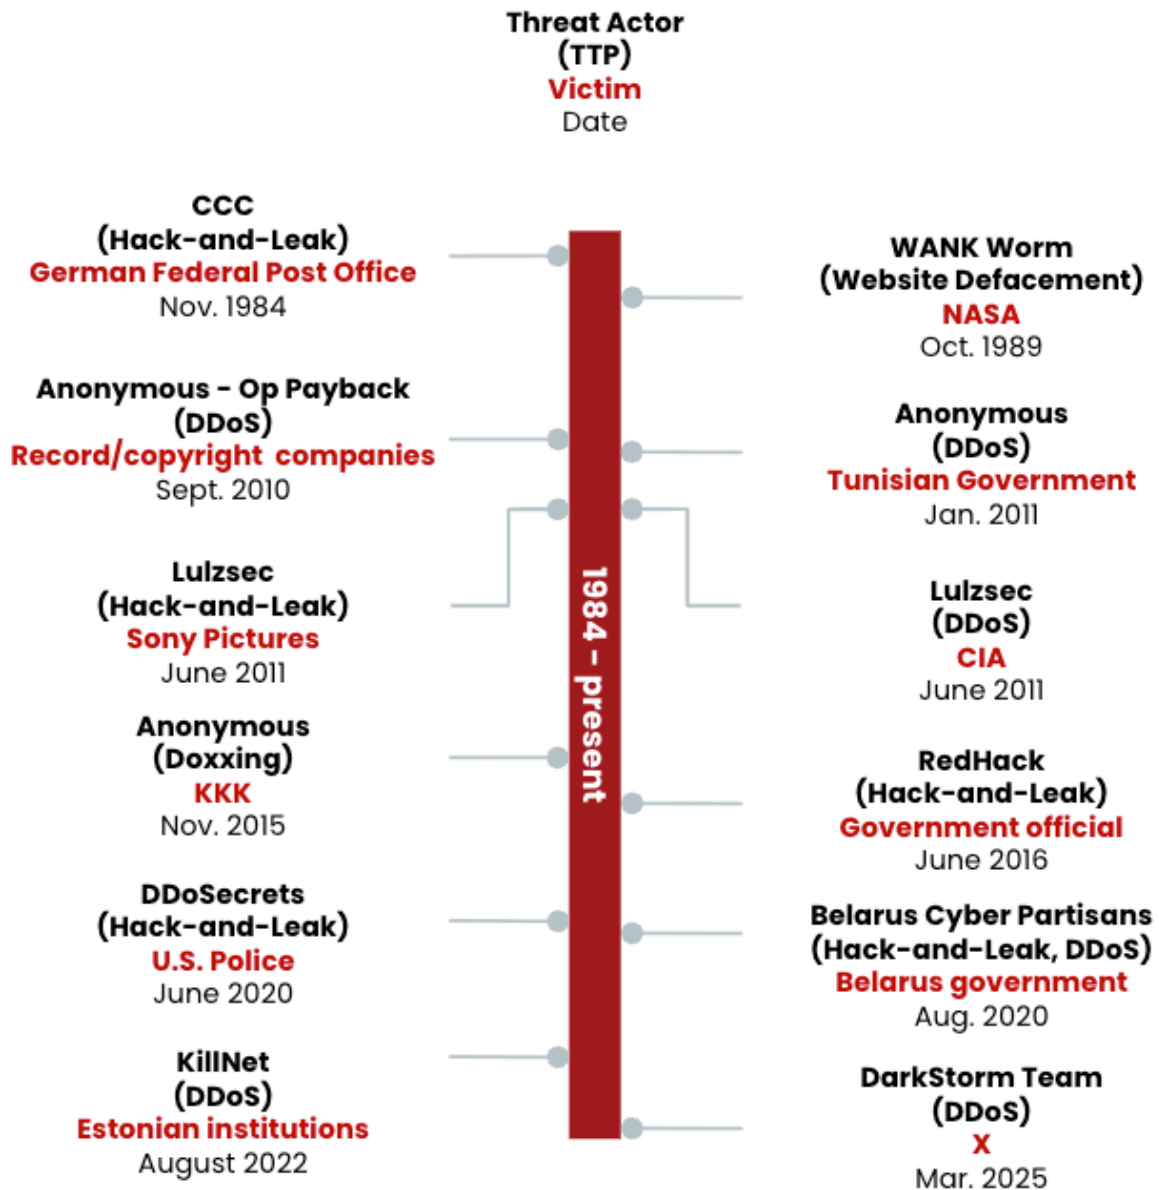 Threat Actor
(TTP)
Victim
Date
CCC
(Hack-and-Leak)
German Federal Post Office
Nov. 1984
WANK Worm
(Website Defacement)
NASA
Oct. 1989
Anonymous - Op Payback
(DDoS)
Record/copyright companies
Sept. 2010
Anonymous
(DDoS)
Tunisian Government
Jan. 2011
Lulzsec
(Hack-and-Leak)
Sony Pictures
June 2011
Lulzsec
(DDoS)
CIA
June 2011
1984 - present
Anonymous
(Doxxing)
KKK
Nov. 2015
RedHack
(Hack-and-Leak)
Government official
June 2016
DDoSecrets
(Hack-and-Leak)
U.S. Police
June 2020
Belarus Cyber Partisans
(Hack-and-Leak, DDoS)
Belarus government
Aug. 2020
KillNet
(DDoS)
Estonian institutions
August 2022
DarkStorm Team
(DDoS)
X
Mar. 2025